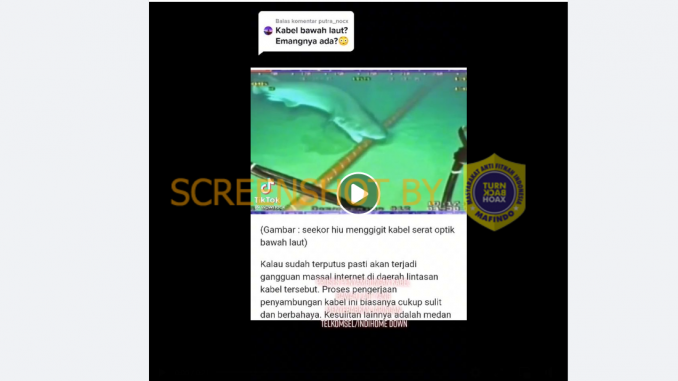 Balas komentar putra_nocs
Kabel bawah laut?
Emangnya ada?😳
TikTok
SCREENSHOT BY
MASYARAKAT ANTI FITNAH INDONESIA
TURN
BACK
HOAX
MAFINDO
(Gambar : seekor hiu menggigit kabel serat optik
bawah laut)
Kalau sudah terputus pasti akan terjadi
gangguan massal internet di daerah lintasan
kabel tersebut. Proses pengerjaan
penyambungan kabel ini biasanya cukup sulit
dan berbahaya. Kesulitan lainnya adalah medan
TELKOMSEL/INDIHOME DOWN